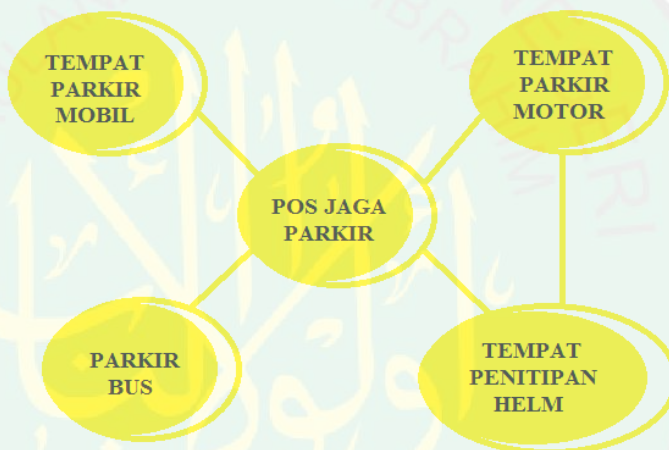 TEMPAT
PARKIR
MOBIL
TEMPAT
PARKIR
MOTOR
POS JAGA
PARKIR
PARKIR
BUS
TEMPAT
PENITIPAN
HELM